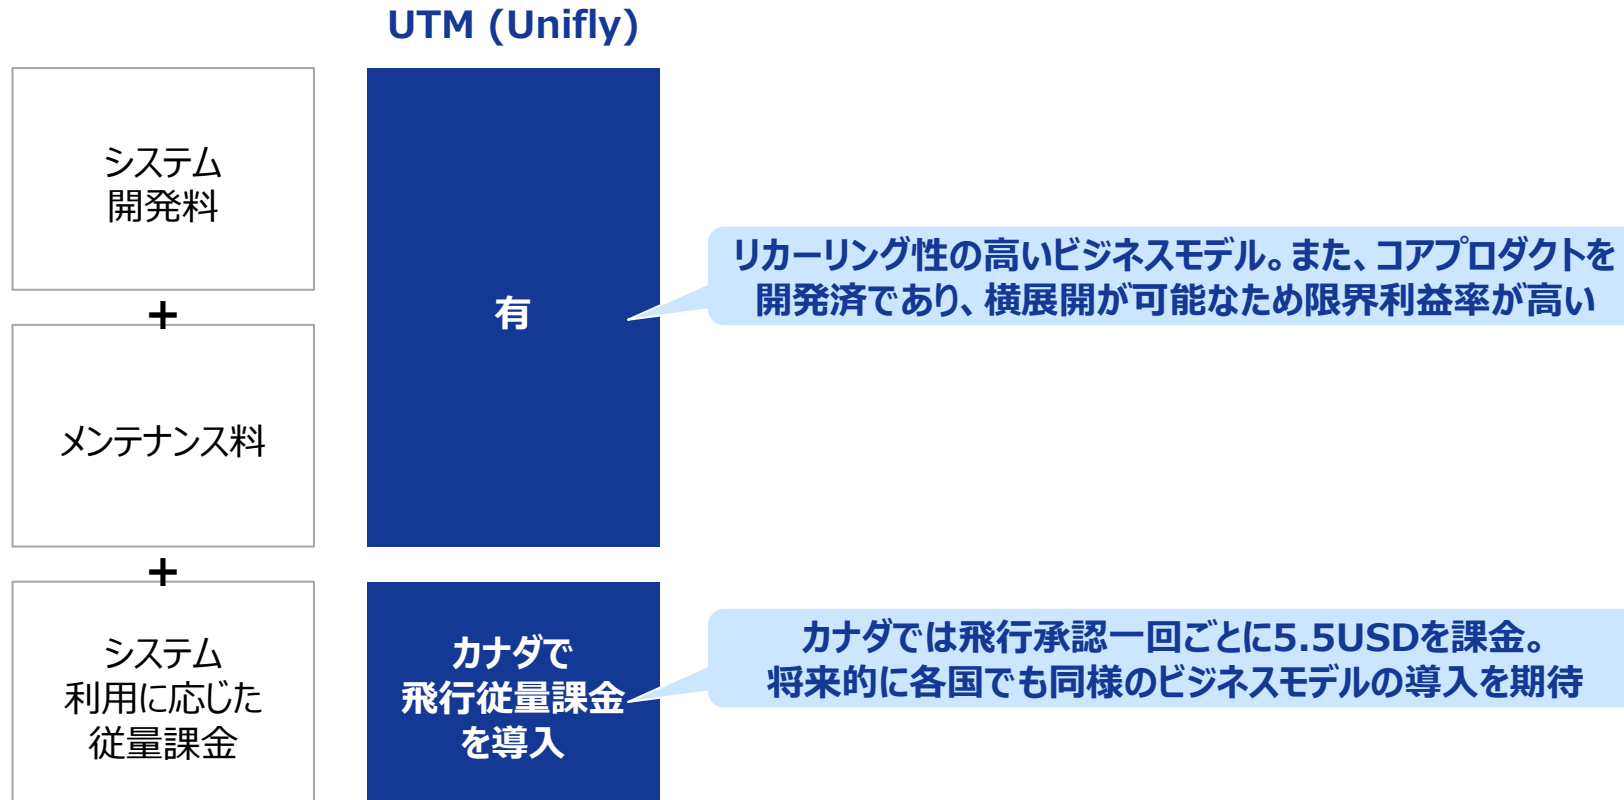 UTM (Unifly)
システム
開発料
+
メンテナンス料
+
システム
利用に応じた
従量課金
有
カナダで
飛行従量課金
を導入
リカーリング性の高いビジネスモデル。また、コアプロダクトを
開発済であり、横展開が可能なため限界利益率が高い
カナダでは飛行承認一回ごとに5.5USDを課金。
将来的に各国でも同様のビジネスモデルの導入を期待